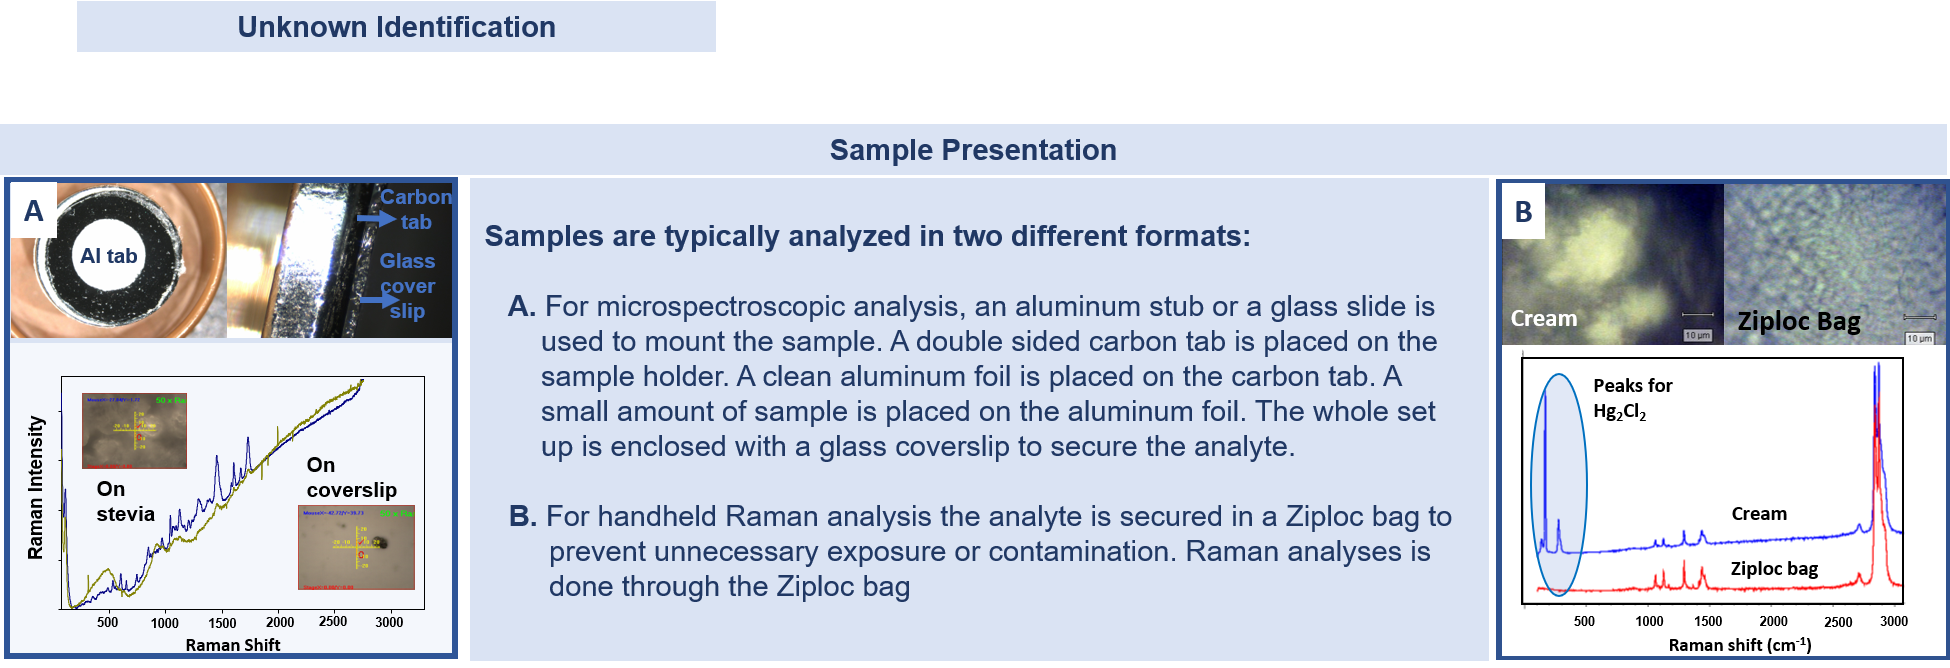 Unknown Identification
Sample Presentation
A
Al tab
Carbon
tab
Glass
cover
slip
Raman Intensity
On
stevia
On
coverslip
500 1000 1500 2000 2500 3000
Raman Shift
Samples are typically analyzed in two different formats:
A. For microspectroscopic analysis, an aluminum stub or a glass slide is
used to mount the sample. A double sided carbon tab is placed on the
sample holder. A clean aluminum foil is placed on the carbon tab. A
small amount of sample is placed on the aluminum foil. The whole set
up is enclosed with a glass coverslip to secure the analyte.
B. For handheld Raman analysis the analyte is secured in a Ziploc bag to
prevent unnecessary exposure or contamination. Raman analyses is
done through the Ziploc bag
B
Cream
10 µm
Ziploc Bag
10 µm
Peaks for
Hg₂Cl₂
Cream
Ziploc bag
500 1000 1500 2000 2500 3000
Raman shift (cm⁻¹)